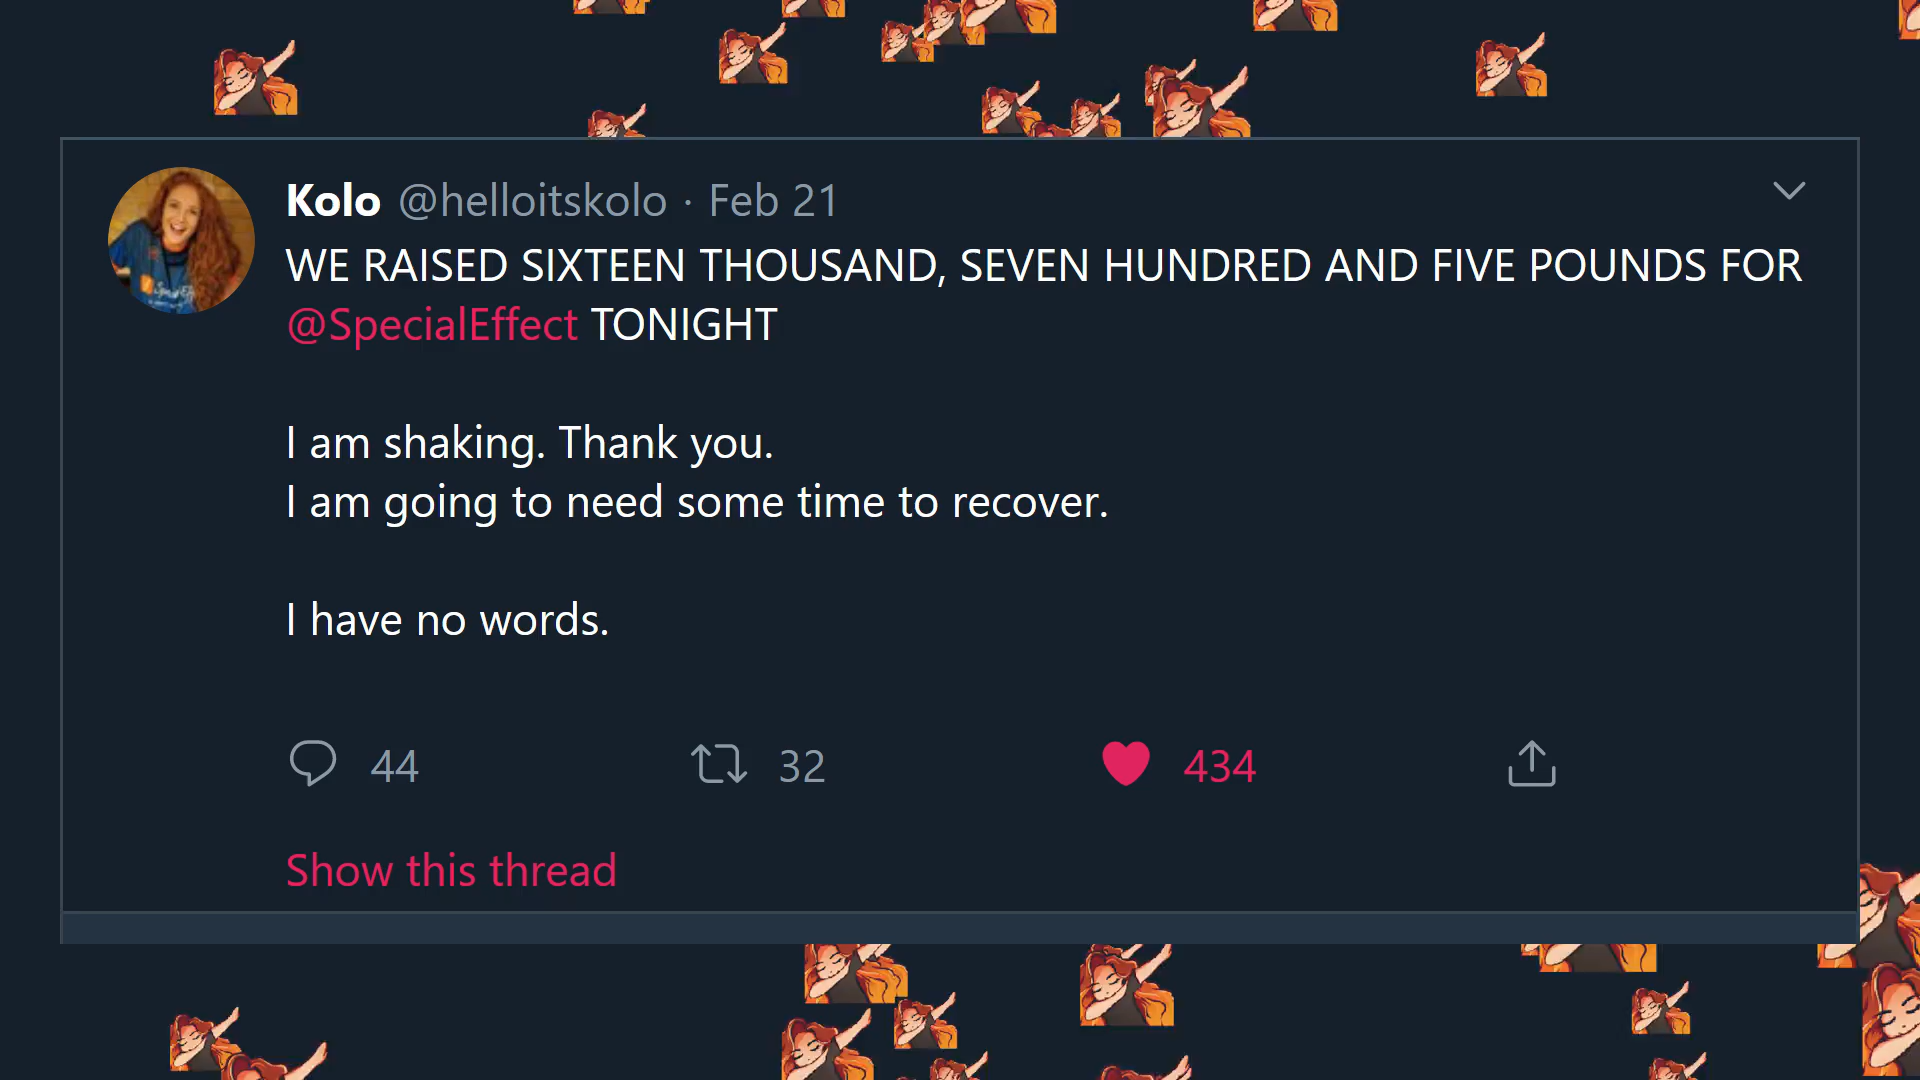 Kolo @helloitskolo · Feb 21
WE RAISED SIXTEEN THOUSAND, SEVEN HUNDRED AND FIVE POUNDS FOR
@SpecialEffect TONIGHT
I am shaking. Thank you.
I am going to need some time to recover.
I have no words.
44 32 434
Show this thread